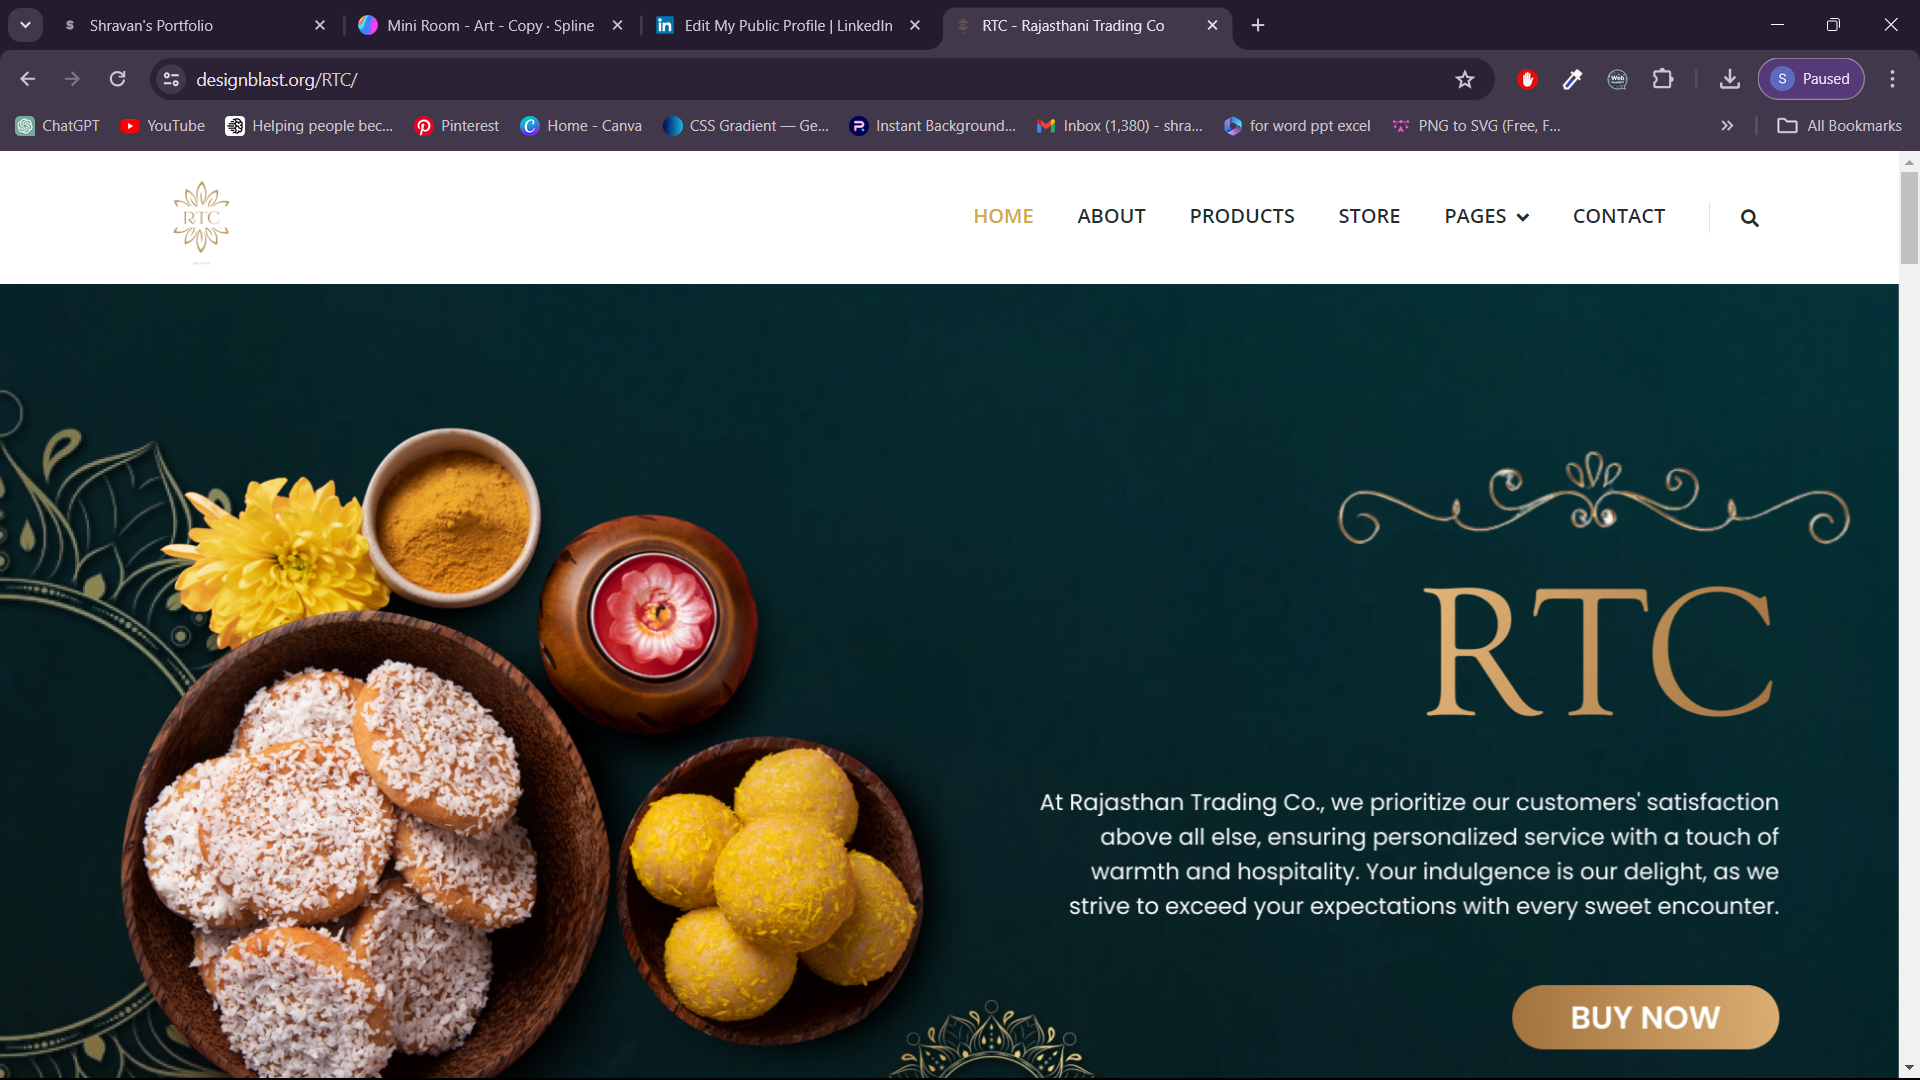 Shravan's Portfolio
Mini Room - Art - Copy · Spline
Edit My Public Profile | LinkedIn
RTC - Rajasthani Trading Co
designblast.org/RTC/
S Paused
ChatGPT
YouTube
Helping people bec...
Pinterest
Home - Canva
CSS Gradient — Ge...
Instant Background...
Inbox (1,380) - shra...
for word ppt excel
PNG to SVG (Free, F...
All Bookmarks
RTC
HOME
ABOUT
PRODUCTS
STORE
PAGES
CONTACT
RTC
At Rajasthan Trading Co., we prioritize our customers' satisfaction
above all else, ensuring personalized service with a touch of
warmth and hospitality. Your indulgence is our delight, as we
strive to exceed your expectations with every sweet encounter.
BUY NOW